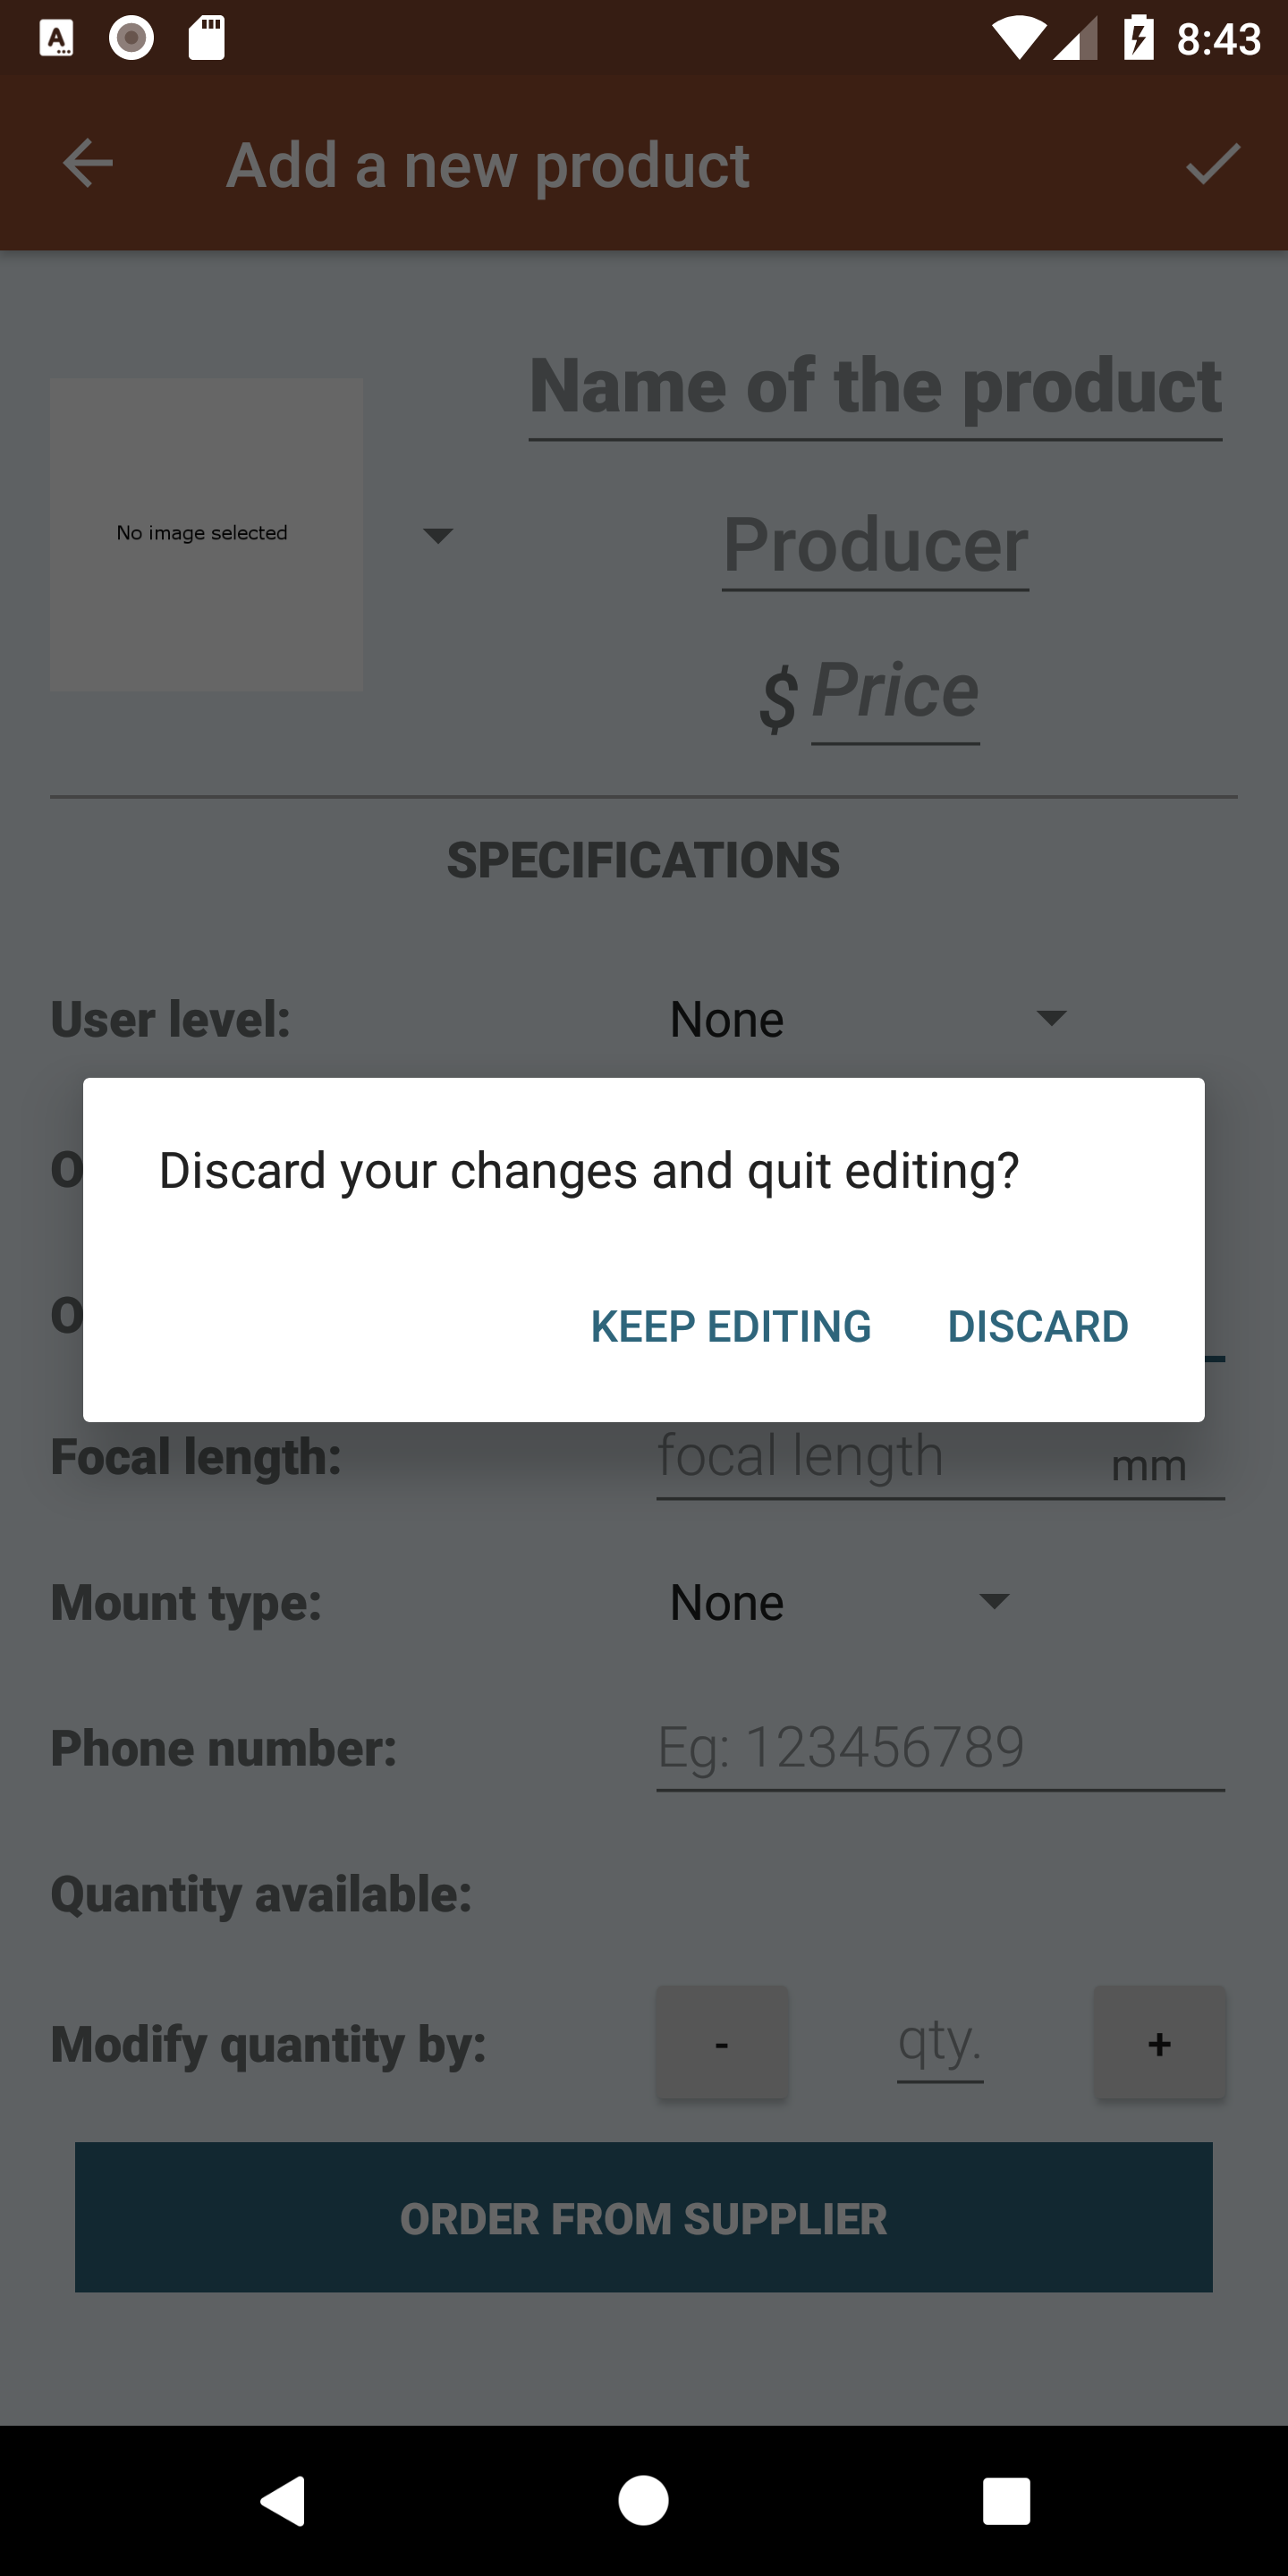 8:43
Add a new product
Name of the product
No image selected
Producer
$ Price
SPECIFICATIONS
User level: None
Discard your changes and quit editing?
KEEP EDITING DISCARD
Focal length: focal length mm
Mount type: None
Phone number: Eg: 123456789
Quantity available:
Modify quantity by: - qty. +
ORDER FROM SUPPLIER